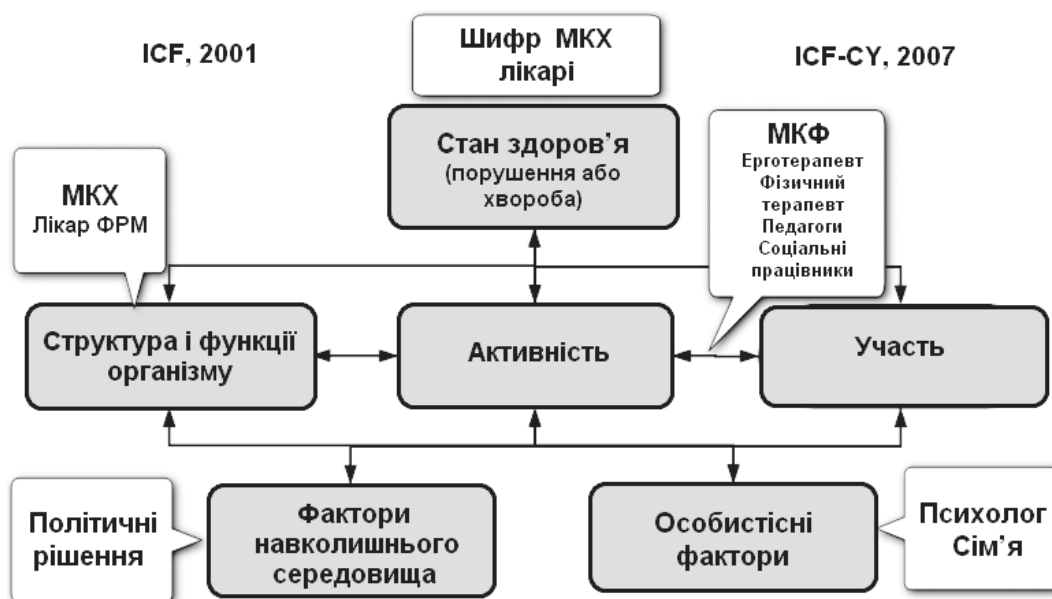 ICF, 2001
Шифр МКХ
лікарі
ICF-CY, 2007
Стан здоров’я
(порушення або
хвороба)
МКХ
Лікар ФРМ
МКФ
Ерготерапевт
Фізичний
терапевт
Педагоги
Соціальні
працівники
Структура і функції
організму
Активність
Участь
Політичні
рішення
Фактори
навколишнього
середовища
Особистісні
фактори
Психолог
Сім’я